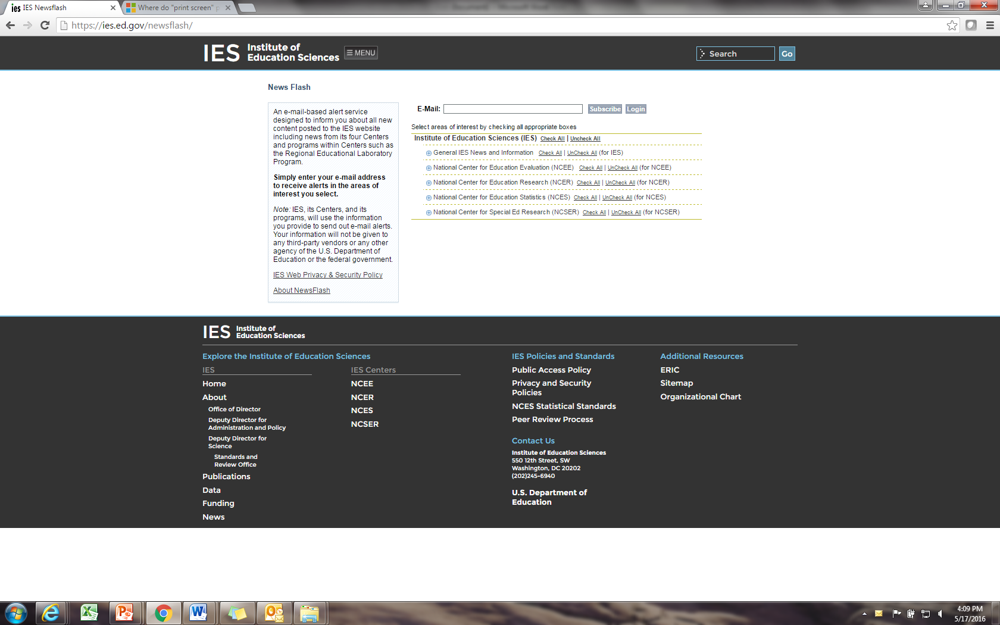 ies IES Newsflash
Where do "print screen" p
https://ies.ed.gov/newsflash/
IES Institute of
Education Sciences
MENU
Search
Go
News Flash
An e-mail-based alert service
designed to inform you about all new
content posted to the IES website
including news from its four Centers
and programs within Centers such as
the Regional Educational Laboratory
Program.
Simply enter your e-mail address
to receive alerts in the areas of
interest you select.
Note: IES, its Centers, and its
programs, will use the information
you provide to send out e-mail alerts.
Your information will not be given to
any third-party vendors or any other
agency of the U.S. Department of
Education or the federal government.
IES Web Privacy & Security Policy
About NewsFlash
E-Mail: Subscribe Login
Select areas of interest by checking all appropriate boxes
Institute of Education Sciences (IES) Check All | Uncheck All
General IES News and Information Check All | UnCheck All (for IES)
National Center for Education Evaluation (NCEE) Check All | UnCheck All (for NCEE)
National Center for Education Research (NCER) Check All | UnCheck All (for NCER)
National Center for Education Statistics (NCES) Check All | UnCheck All (for NCES)
National Center for Special Ed Research (NCSER) Check All | UnCheck All (for NCSER)
IES Institute of
Education Sciences
Explore the Institute of Education Sciences
IES
Home
About
Office of Director
Deputy Director for
Administration and Policy
Deputy Director for
Science
Standards and
Review Office
Publications
Data
Funding
News
IES Centers
NCEE
NCER
NCES
NCSER
IES Policies and Standards
Public Access Policy
Privacy and Security
Policies
NCES Statistical Standards
Peer Review Process
Contact Us
Institute of Education Sciences
550 12th Street, SW
Washington, DC 20202
(202)245-6940
U.S. Department of
Education
Additional Resources
ERIC
Sitemap
Organizational Chart
4:09 PM
5/17/2016